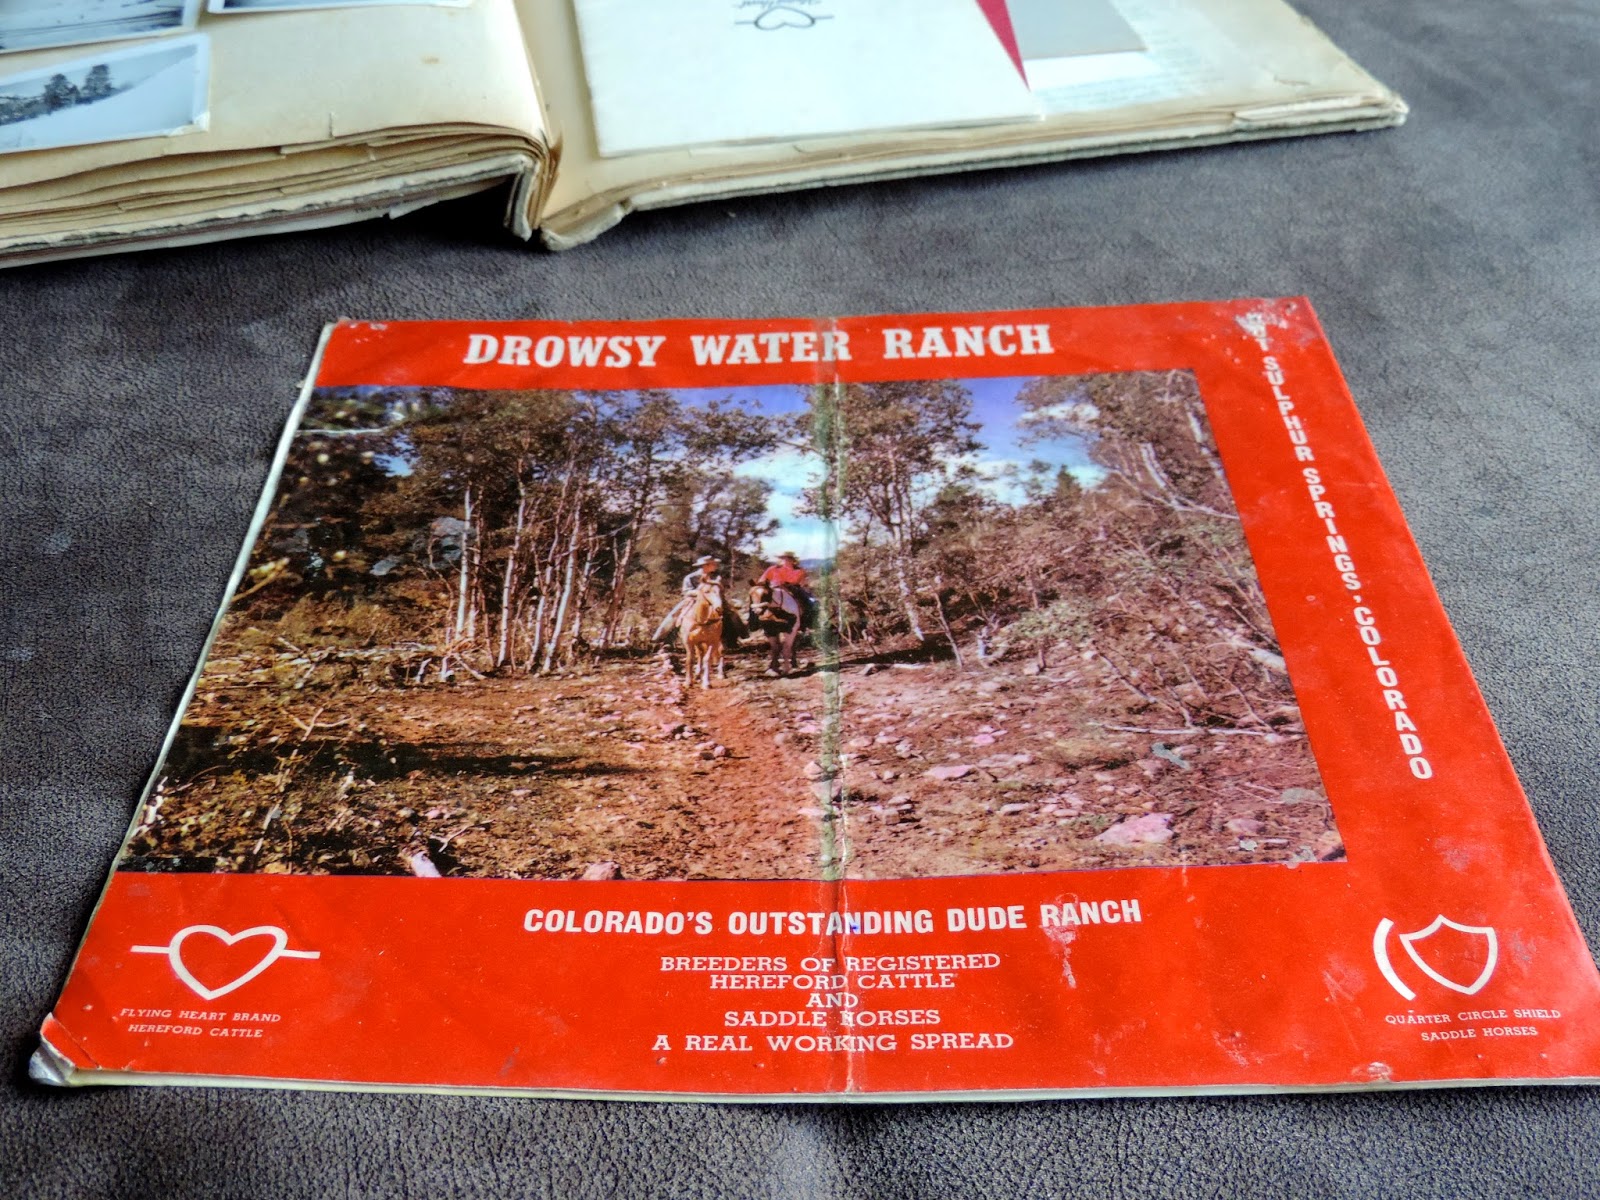 DROWSY WATER RANCH
SULPHUR SPRINGS, COLORADO
COLORADO'S OUTSTANDING DUDE RANCH
BREEDERS OF REGISTERED
HEREFORD CATTLE
AND
SADDLE HORSES
A REAL WORKING SPREAD
FLYING HEART BRAND
HEREFORD CATTLE
QUARTER CIRCLE SHIELD
SADDLE HORSES